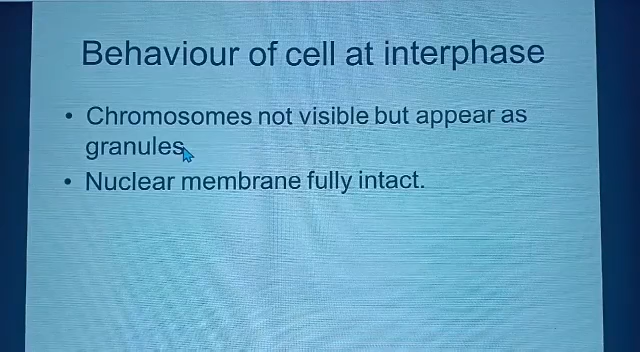 Behaviour of cell at interphase
• Chromosomes not visible but appear as
granules.
• Nuclear membrane fully intact.